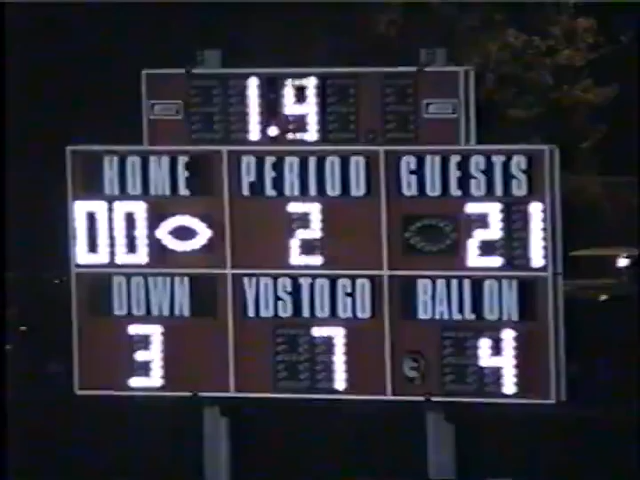 1.9
HOME PERIOD GUESTS
00 2 21
DOWN YDS TO GO BALL ON
3 7 4